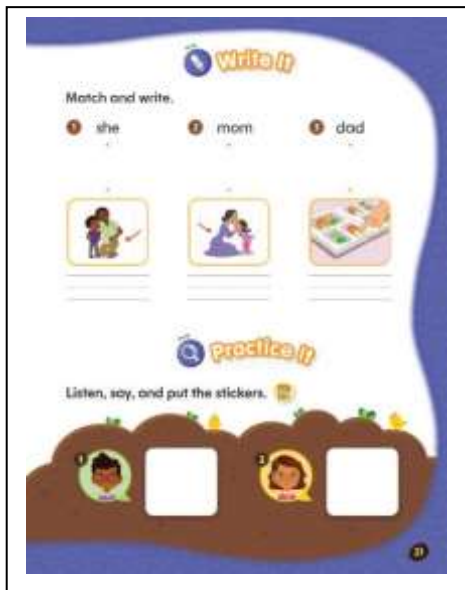 Write It
Match and write.
1 she 2 mom 3 dad
Practice It
Listen, say, and put the stickers.
1 2
21